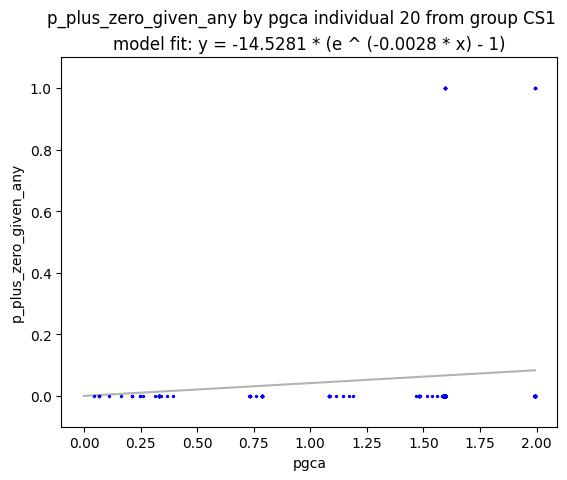 p_plus_zero_given_any by pgca individual 20 from group CS1
model fit: y = -14.5281 * (e ^ (-0.0028 * x) - 1)
p_plus_zero_given_any
1.0
0.8
0.6
0.4
0.2
0.0
0.00 0.25 0.50 0.75 1.00 1.25 1.50 1.75 2.00
pgca